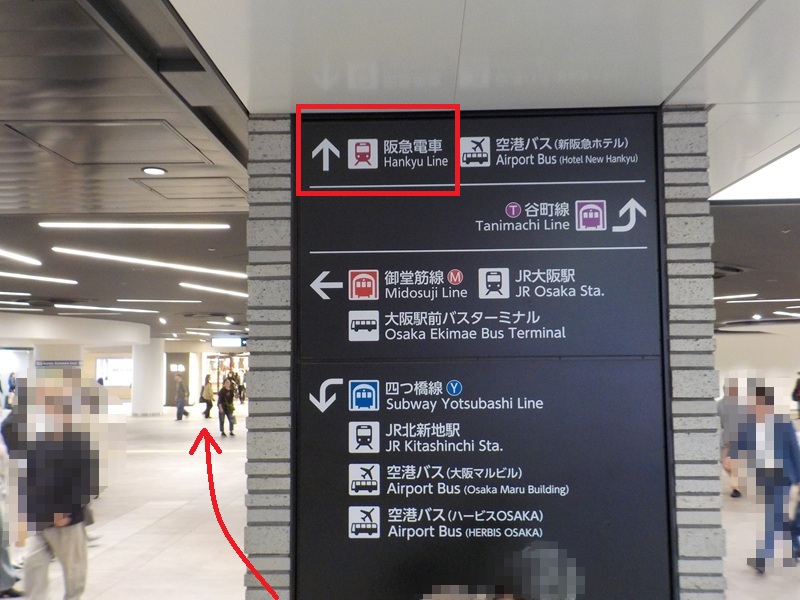 阪急電車
Hankyu Line
空港バス(新阪急ホテル)
Airport Bus (Hotel New Hankyu)
T 谷町線
Tanimachi Line
御堂筋線 M
Midosuji Line
JR大阪駅
JR Osaka Sta.
大阪駅前バスターミナル
Osaka Ekimae Bus Terminal
四つ橋線 Y
Subway Yotsubashi Line
JR北新地駅
JR Kitashinchi Sta.
空港バス(大阪マルビル)
Airport Bus (Osaka Maru Building)
空港バス(ハービスOSAKA)
Airport Bus (HERBIS OSAKA)